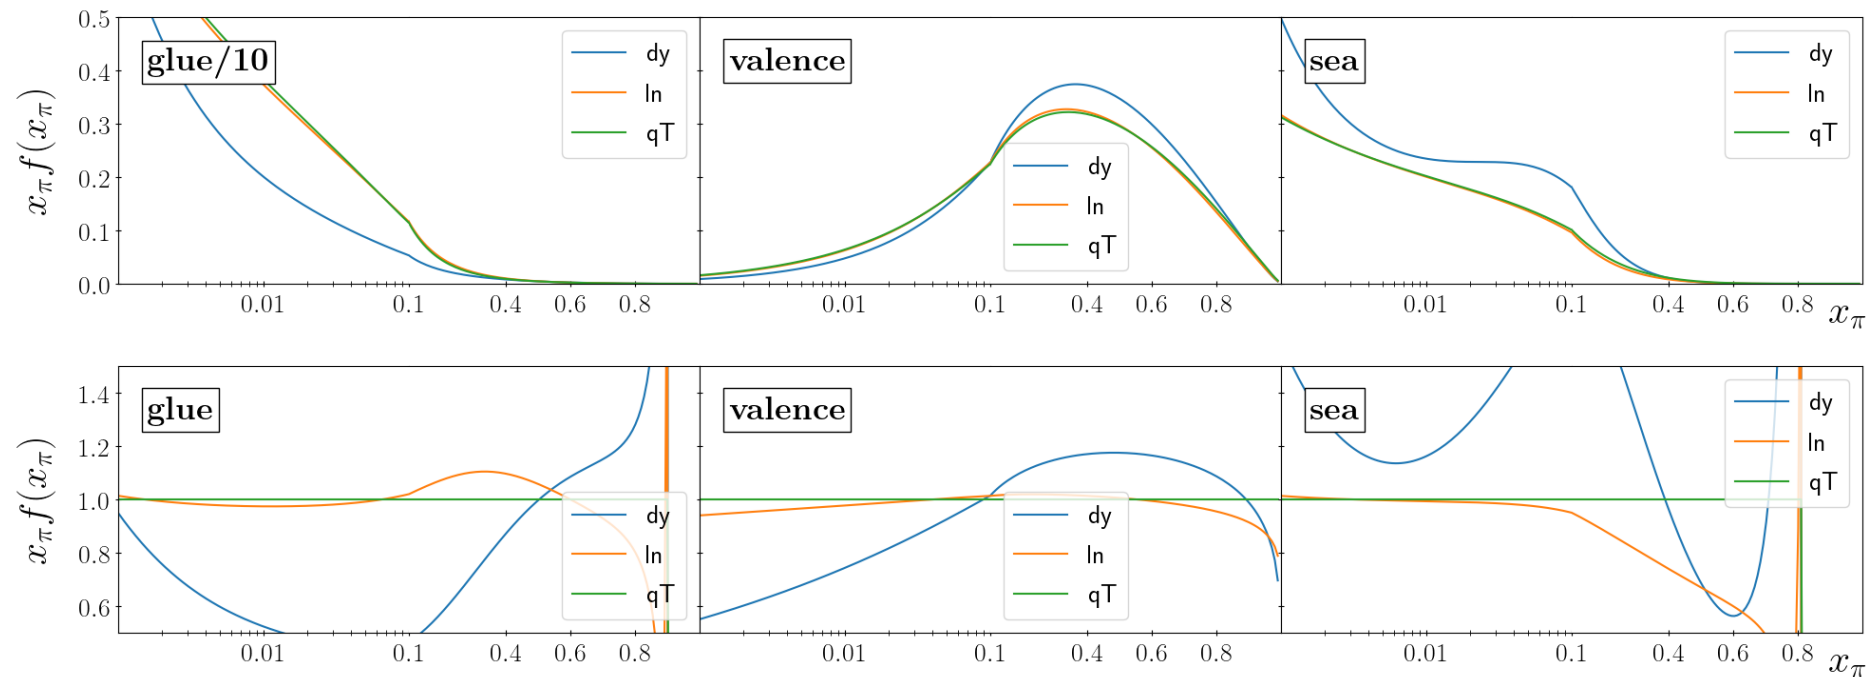 0.5
0.4
0.3
0.2
0.1
0.0
x_π f(x_π)
glue/10
dy
ln
qT
0.01 0.1 0.4 0.6 0.8
valence
dy
ln
qT
0.01 0.1 0.4 0.6 0.8
sea
dy
ln
qT
0.01 0.1 0.4 0.6 0.8
x_π
1.4
1.2
1.0
0.8
0.6
x_π f(x_π)
glue
dy
ln
qT
0.01 0.1 0.4 0.6 0.8
valence
dy
ln
qT
0.01 0.1 0.4 0.6 0.8
sea
dy
ln
qT
0.01 0.1 0.4 0.6 0.8
x_π